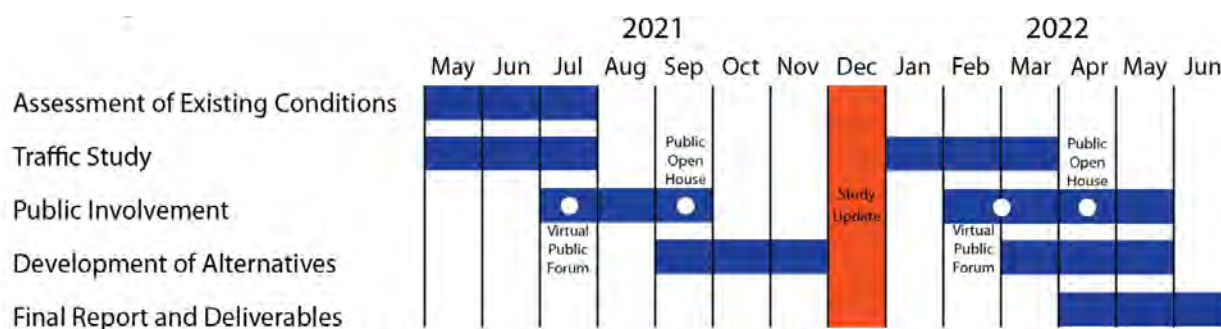 2021 2022
May Jun Jul Aug Sep Oct Nov Dec Jan Feb Mar Apr May Jun
Assessment of Existing Conditions
Traffic Study
Public
Open
House
Public
Open
House
Public Involvement
Study
Update
Virtual
Public
Forum
Virtual
Public
Forum
Development of Alternatives
Final Report and Deliverables